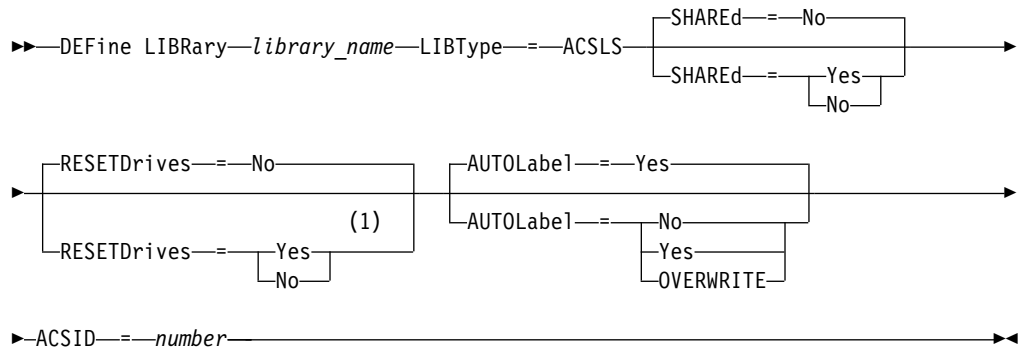 SHAREd = No
DEFine LIBRary library_name LIBType = ACSLS
SHAREd = Yes
No
RESETDrives = No AUTOLabel = Yes
(1)
RESETDrives = Yes
No
AUTOLabel = No
Yes
OVERWRITE
ACSID = number